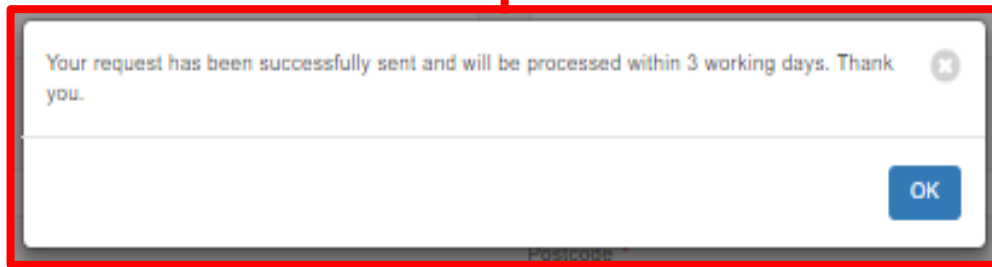 Your request has been successfully sent and will be processed within 3 working days. Thank
you.
OK
Postcode *